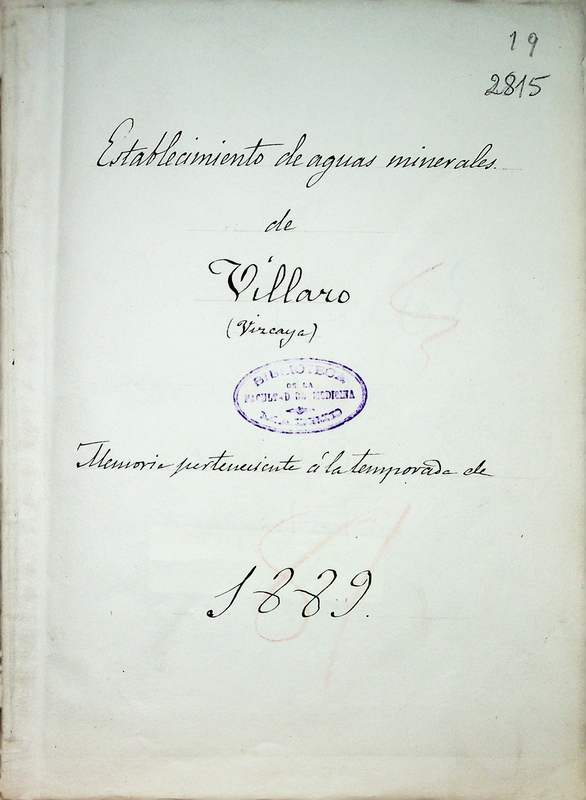 19
2815
Establecimiento de aguas minerales.
de
Villaro
(Vizcaya)
BIBLIOTECA
DE LA
FACULTAD DE MEDICINA
MADRID
Memoria perteneciente á la temporada de
1889.